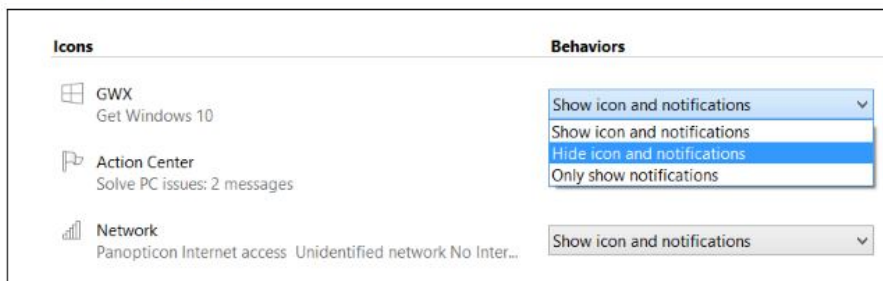 Icons Behaviors
GWX
Get Windows 10
Show icon and notifications
Show icon and notifications
Hide icon and notifications
Only show notifications
Action Center
Solve PC issues: 2 messages
Network
Panopticon Internet access Unidentified network No Inter...
Show icon and notifications